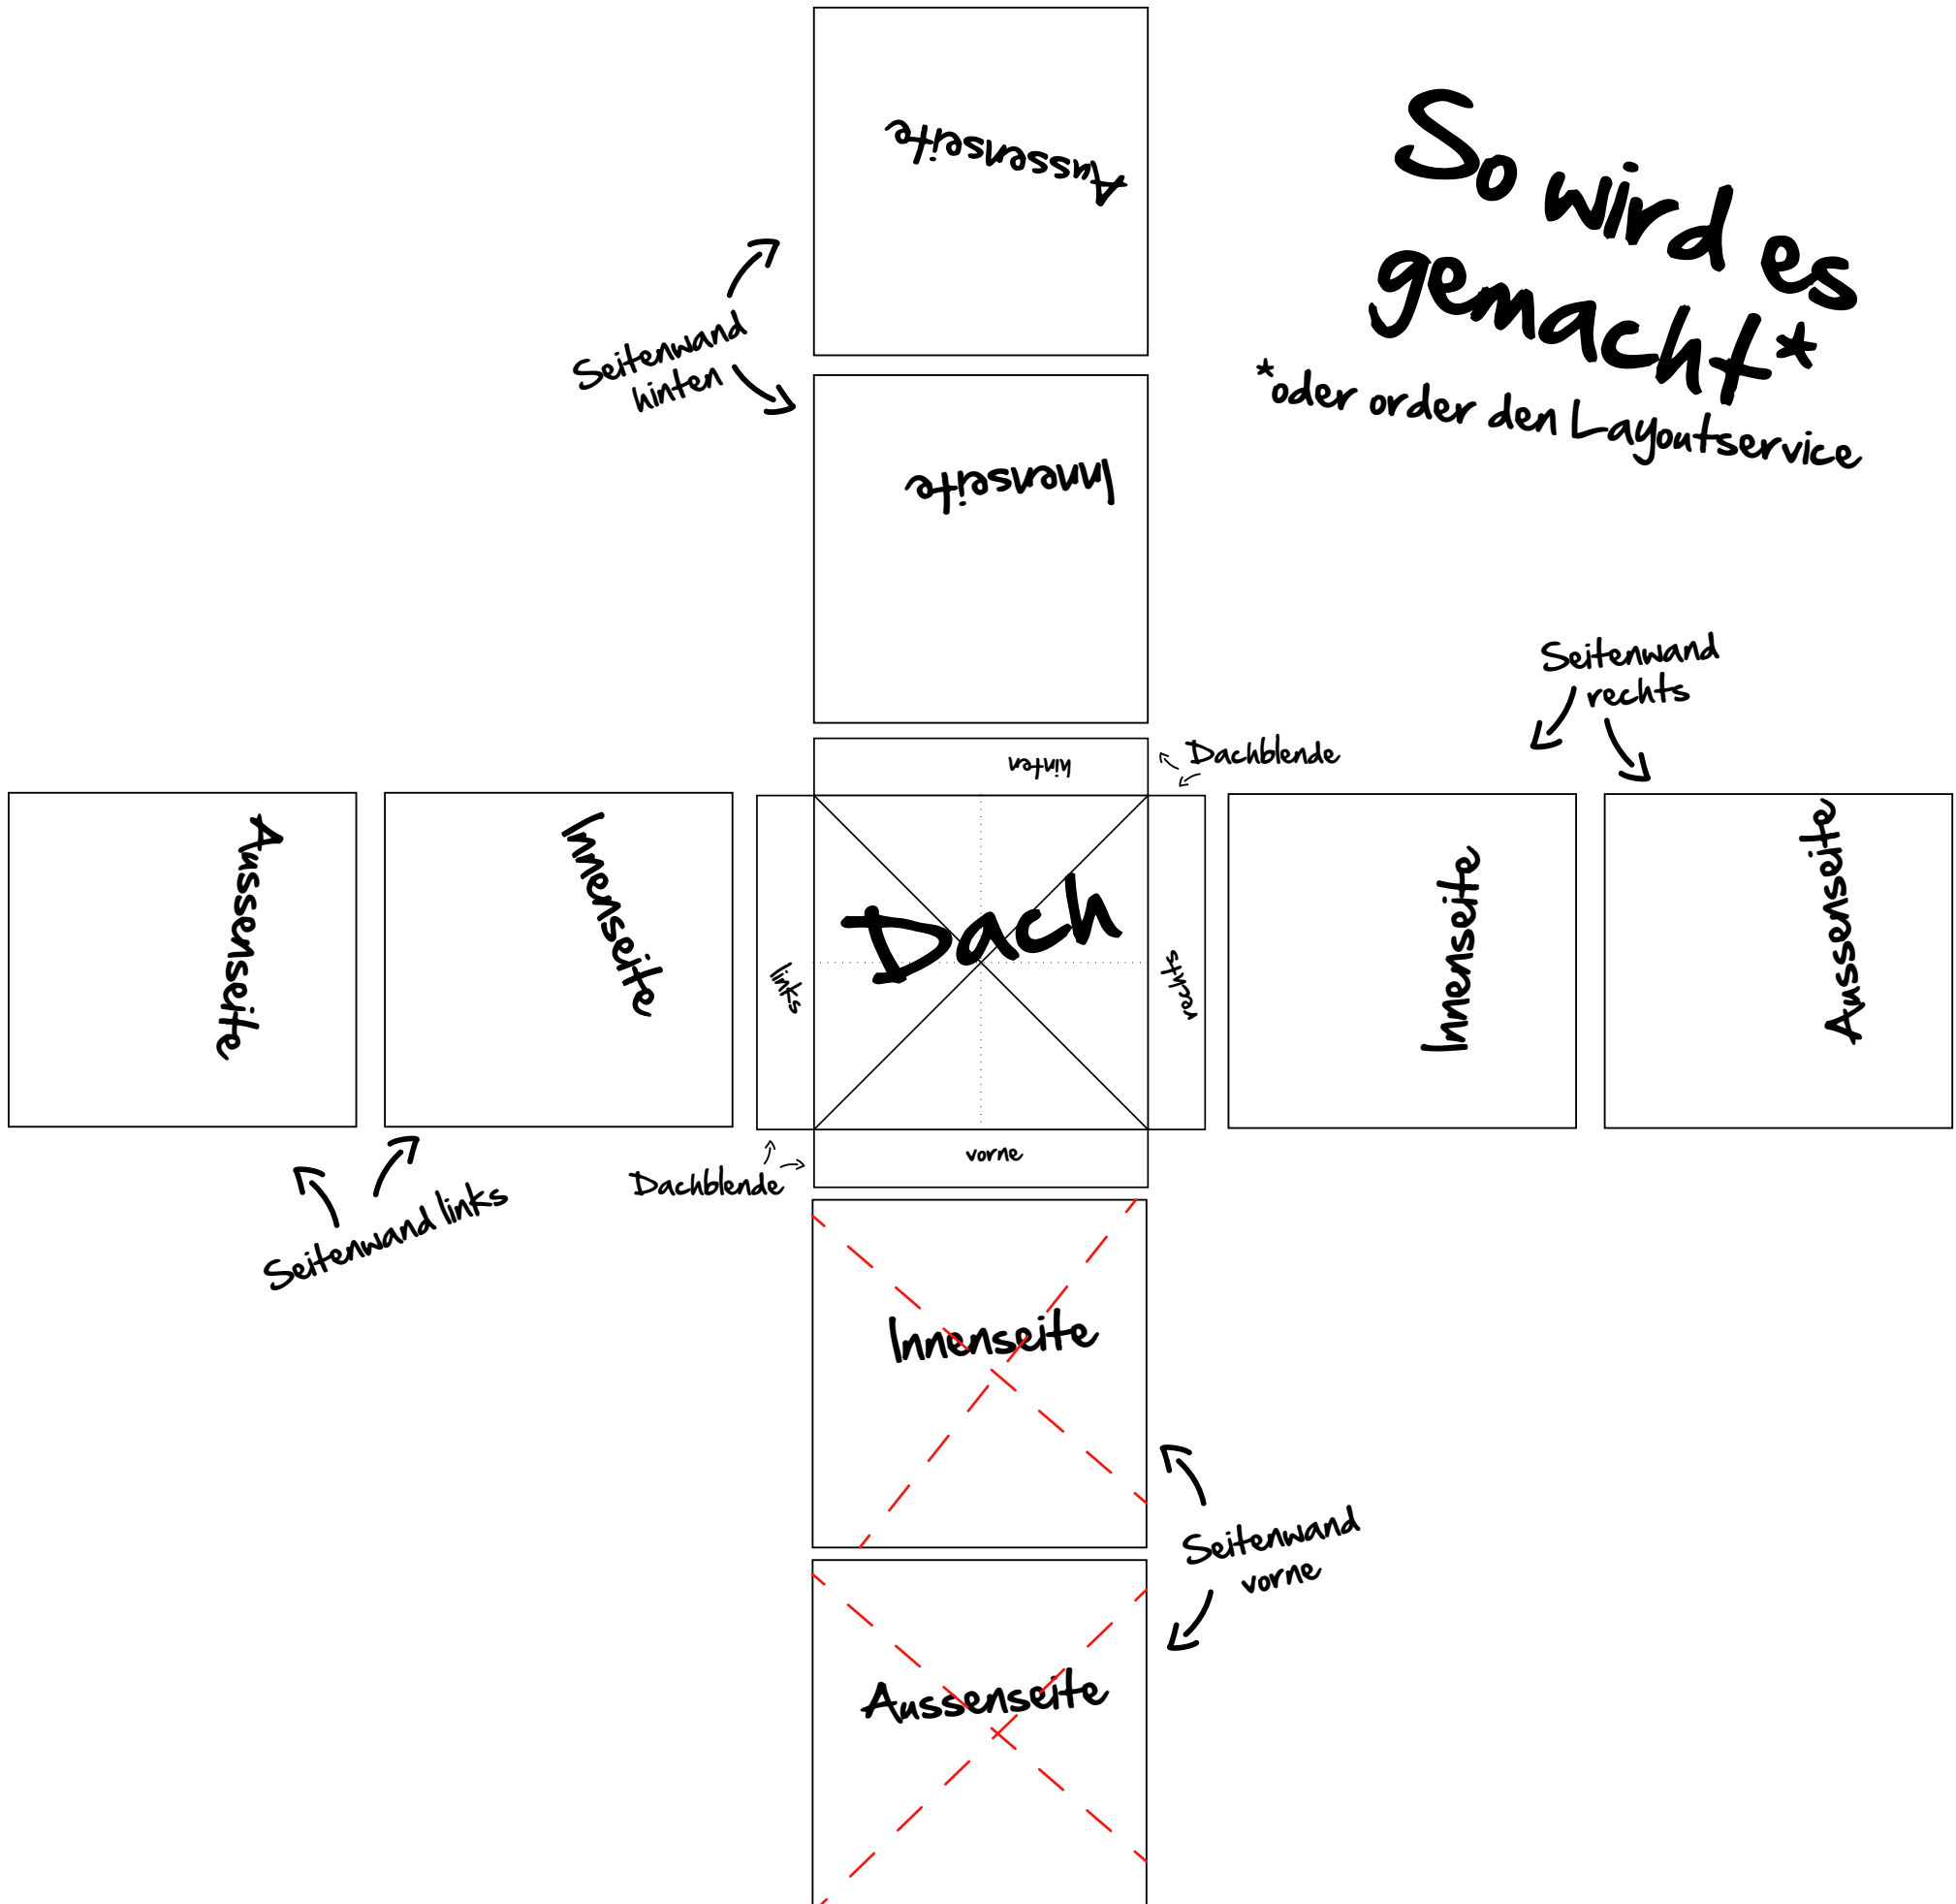 Aussenseite
So wird es
gemacht*
*oder order den Layoutservice
Seitenwand
hinten
Innenseite
Seitenwand
rechts
hinten
Dachblende
Aussenseite
Innenseite
Dach
links
rechts
Innenseite
Aussenseite
vorne
Dachblende
Seitenwand links
Innenseite
Seitenwand
vorne
Aussenseite